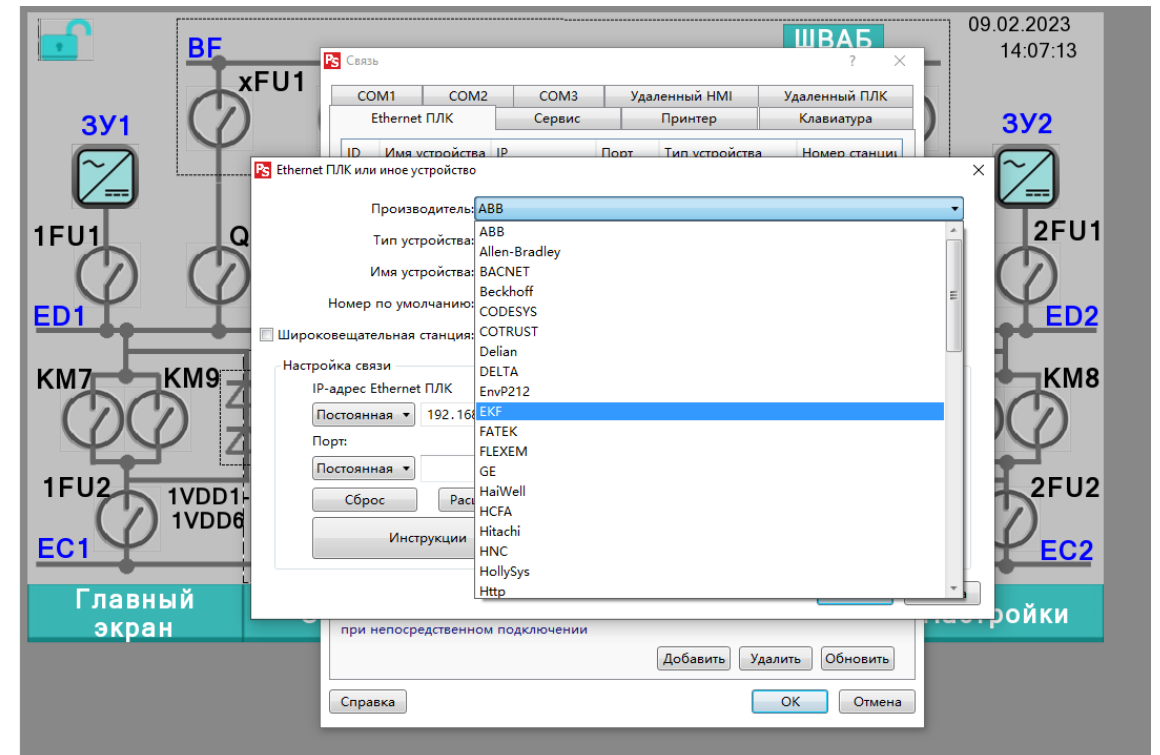 09.02.2023
14:07:13
ШВАБ
BF
xFU1
ЗУ1
ЗУ2
1FU1
2FU1
Q
ED1
ED2
KM7
KM9
KM8
1FU2
1VDD1-
1VDD6
2FU2
EC1
EC2
Главный
экран
Связь
COM1 COM2 COM3 Удаленный HMI Удаленный ПЛК
Ethernet ПЛК Сервис Принтер Клавиатура
ID Имя устройства IP Порт Тип устройства Номер станции
Ethernet ПЛК или иное устройство
Производитель: ABB
Тип устройства:
Имя устройства:
Номер по умолчанию:
Широковещательная станция:
Настройка связи
IP-адрес Ethernet ПЛК
Постоянная 192.168
Порт:
Постоянная
Сброс
Инструкции
ABB
Allen-Bradley
BACNET
Beckhoff
CODESYS
COTRUST
Delian
DELTA
EnvP212
EKF
FATEK
FLEXEM
GE
HaiWell
HCFA
Hitachi
HNC
HollySys
Http
при непосредственном подключении
Добавить Удалить Обновить
Справка OK Отмена